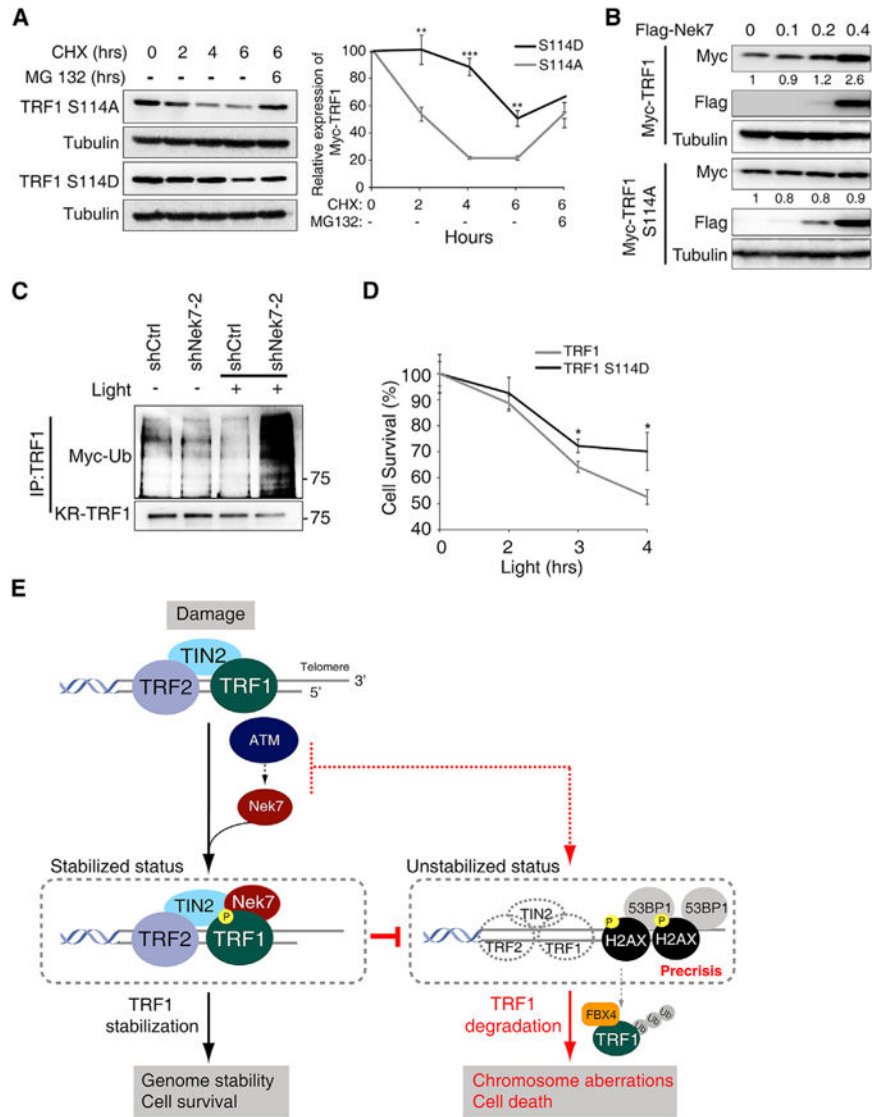 A
CHX (hrs) 0 2 4 6 6
MG 132 (hrs) - - - - 6
TRF1 S114A
Tubulin
TRF1 S114D
Tubulin
Relative expression of
Myc-TRF1
100
80
60
40
20
0
**
***
**
S114D
S114A
CHX: 0 2 4 6 6
MG132: - - - - 6
Hours
B
Flag-Nek7 0 0.1 0.2 0.4
Myc-TRF1
Myc
1 0.9 1.2 2.6
Flag
Tubulin
Myc-TRF1
S114A
Myc
1 0.8 0.8 0.9
Flag
Tubulin
C
shCtrl
shNek7-2
shCtrl
shNek7-2
Light - - + +
IP:TRF1
Myc-Ub
-75
KR-TRF1
-75
D
TRF1
TRF1 S114D
Cell Survival (%)
110
100
90
80
70
60
50
40
*
*
0 2 3 4
Light (hrs)
E
Damage
TIN2
TRF2
TRF1
Telomere
3'
5'
ATM
Nek7
Stabilized status
TIN2
Nek7
P
TRF2
TRF1
Unstabilized status
53BP1
53BP1
TIN2
P
P
TRF2
TRF1
H2AX
H2AX
Precrisis
TRF1
stabilization
TRF1
degradation
FBX4
TRF1
UB
UB
UB
Genome stability
Cell survival
Chromosome aberrations
Cell death